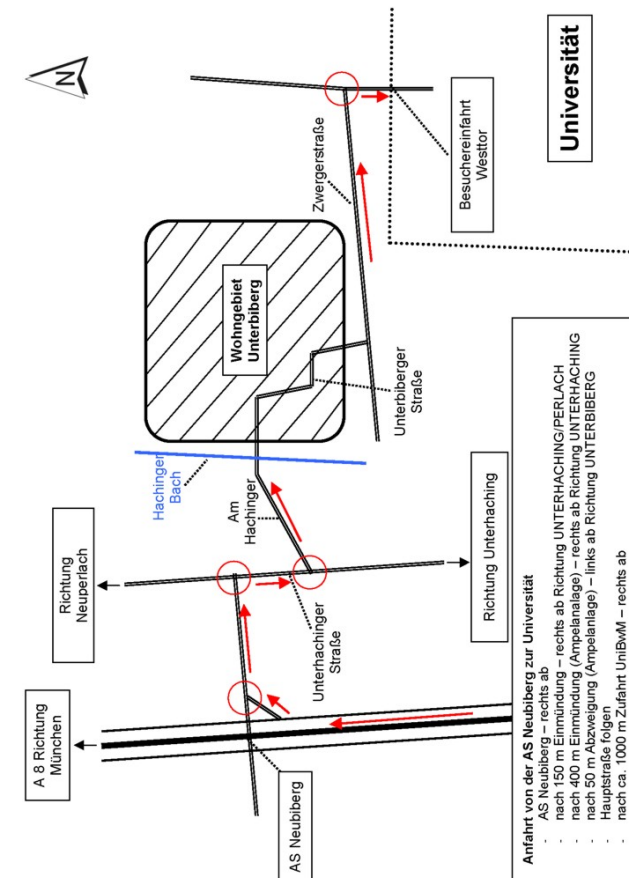 N
A 8 Richtung
München
Richtung
Neuperlach
AS Neubiberg
Unterhachinger
Straße
Richtung Unterhaching
Am
Hachinger
Hachinger
Bach
Wohngebiet
Unterbiberg
Unterbiberger
Straße
Zwergerstraße
Besuchereinfahrt
Westtor
Universität
Anfahrt von der AS Neubiberg zur Universität
- AS Neubiberg – rechts ab
- nach 150 m Einmündung – rechts ab Richtung UNTERHACHING/PERLACH
- nach 400 m Einmündung (Ampelanalage) – rechts ab Richtung UNTERHACHING
- nach 50 m Abzweigung (Ampelanlage) – links ab Richtung UNTERBIBERG
- Hauptstraße folgen
- nach ca. 1000 m Zufahrt UniBwM – rechts ab